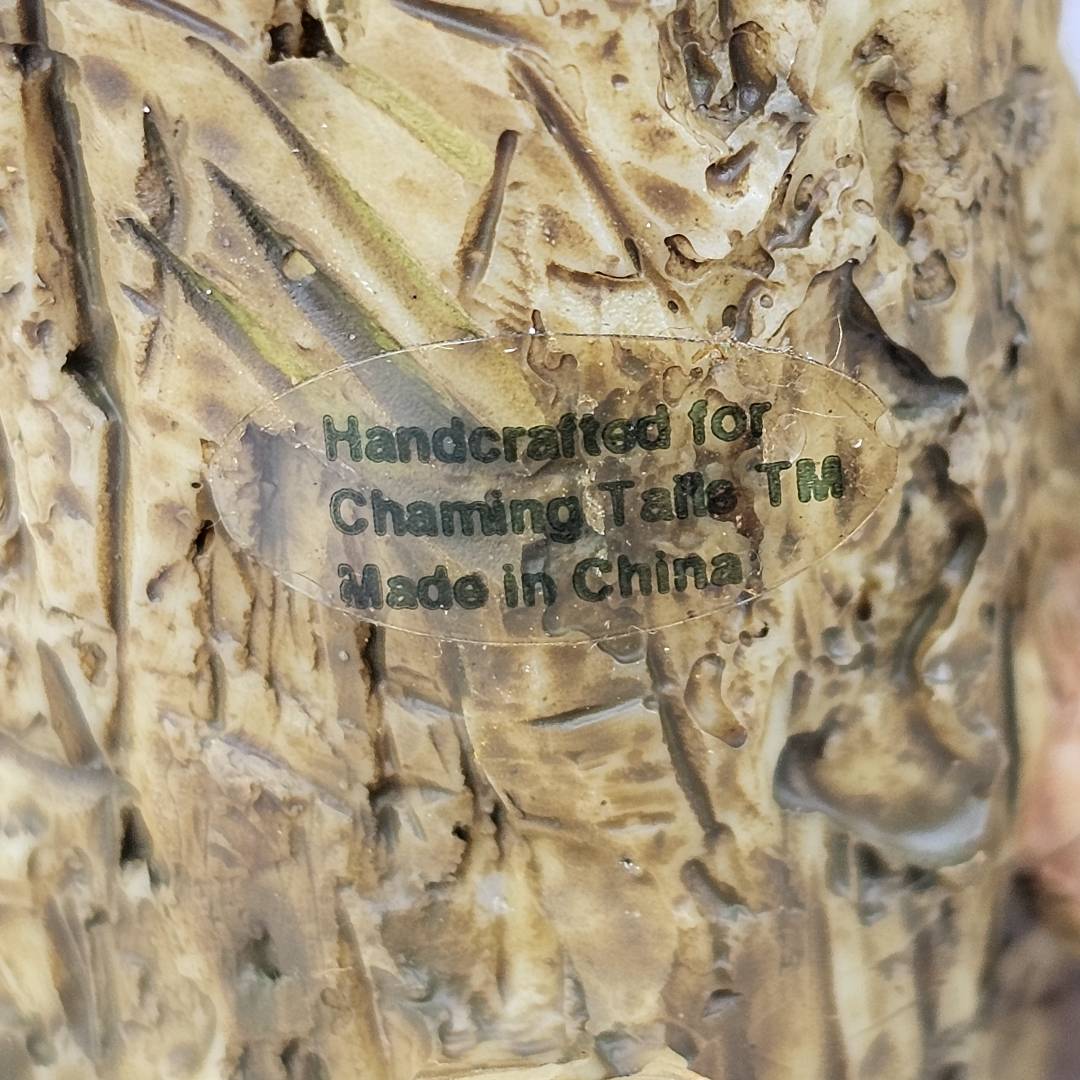 Handcrafted for
Chaming Tails TM
Made in China